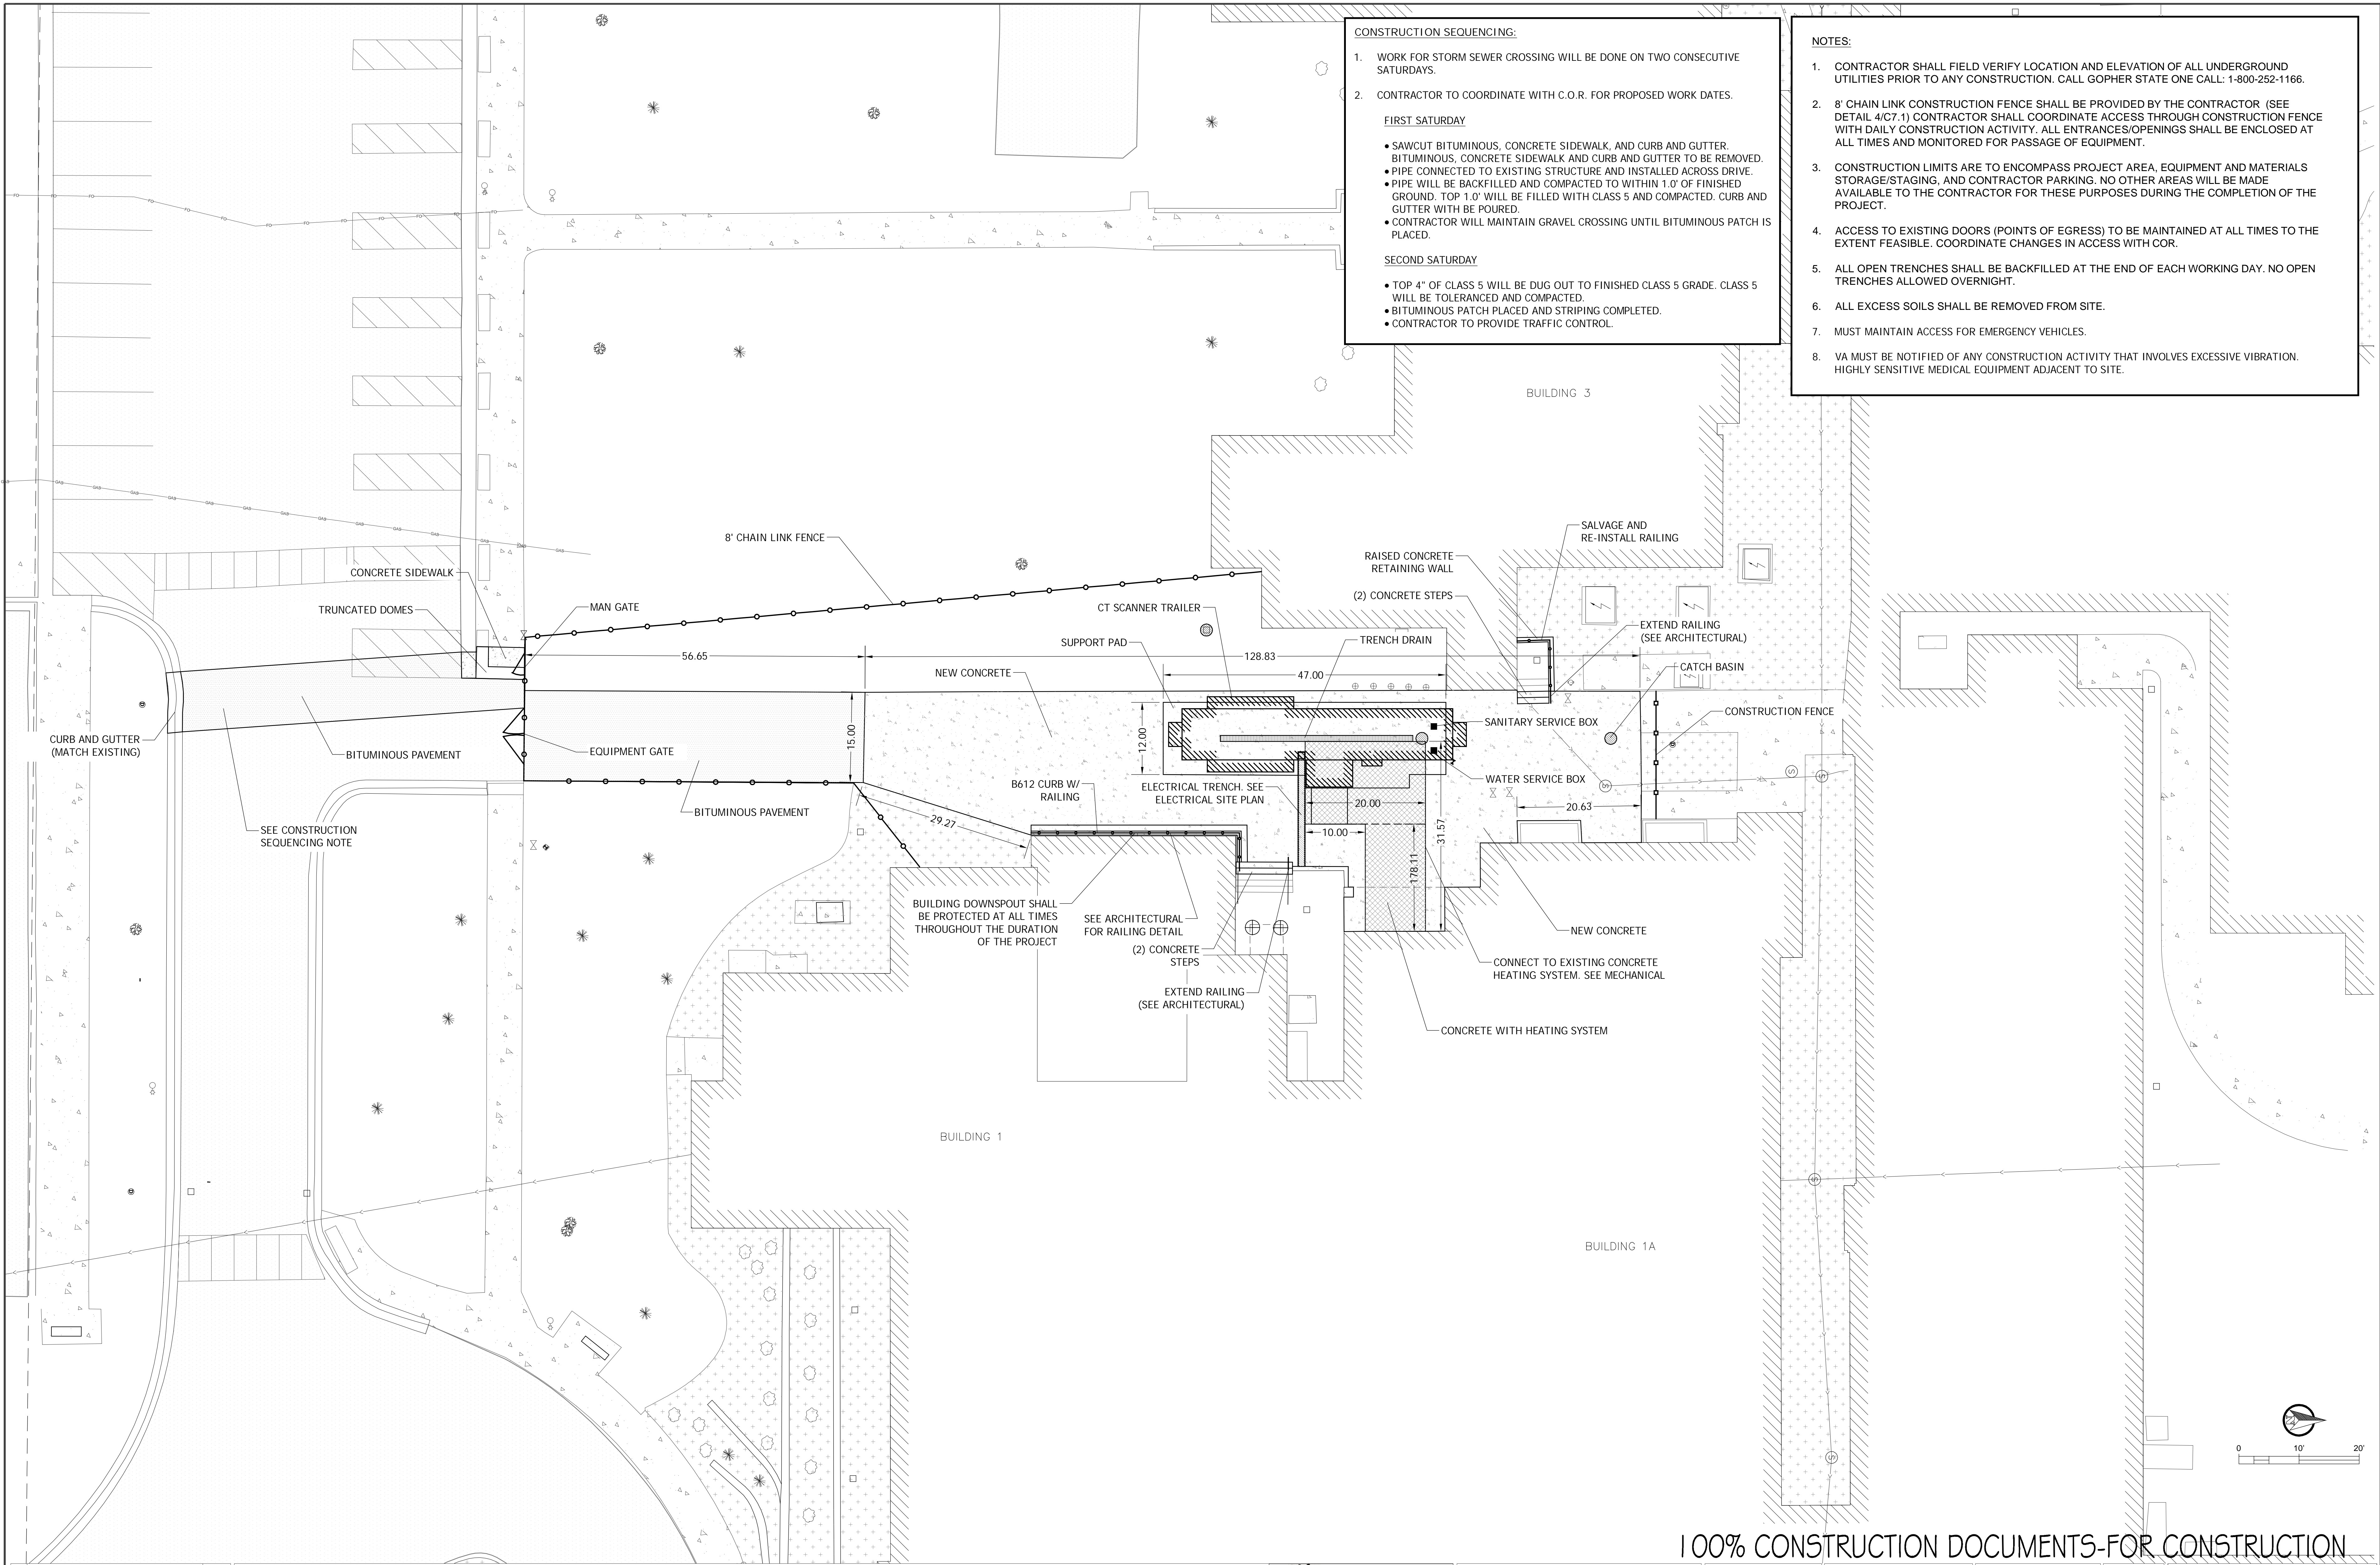 CONSTRUCTION SEQUENCING:
1. WORK FOR STORM SEWER CROSSING WILL BE DONE ON TWO CONSECUTIVE
SATURDAYS.
2. CONTRACTOR TO COORDINATE WITH C.O.R. FOR PROPOSED WORK DATES.
FIRST SATURDAY
• SAWCUT BITUMINOUS, CONCRETE SIDEWALK, AND CURB AND GUTTER.
BITUMINOUS, CONCRETE SIDEWALK AND CURB AND GUTTER TO BE REMOVED.
• PIPE CONNECTED TO EXISTING STRUCTURE AND INSTALLED ACROSS DRIVE.
• PIPE WILL BE BACKFILLED AND COMPACTED TO WITHIN 1.0' OF FINISHED
GROUND. TOP 1.0' WILL BE FILLED WITH CLASS 5 AND COMPACTED. CURB AND
GUTTER WITH BE POURED.
• CONTRACTOR WILL MAINTAIN GRAVEL CROSSING UNTIL BITUMINOUS PATCH IS
PLACED.
SECOND SATURDAY
• TOP 4" OF CLASS 5 WILL BE DUG OUT TO FINISHED CLASS 5 GRADE. CLASS 5
WILL BE TOLERANCED AND COMPACTED.
• BITUMINOUS PATCH PLACED AND STRIPING COMPLETED.
• CONTRACTOR TO PROVIDE TRAFFIC CONTROL.
NOTES:
1. CONTRACTOR SHALL FIELD VERIFY LOCATION AND ELEVATION OF ALL UNDERGROUND
UTILITIES PRIOR TO ANY CONSTRUCTION. CALL GOPHER STATE ONE CALL: 1-800-252-1166.
2. 8' CHAIN LINK CONSTRUCTION FENCE SHALL BE PROVIDED BY THE CONTRACTOR (SEE
DETAIL 4/C7.1) CONTRACTOR SHALL COORDINATE ACCESS THROUGH CONSTRUCTION FENCE
WITH DAILY CONSTRUCTION ACTIVITY. ALL ENTRANCES/OPENINGS SHALL BE ENCLOSED AT
ALL TIMES AND MONITORED FOR PASSAGE OF EQUIPMENT.
3. CONSTRUCTION LIMITS ARE TO ENCOMPASS PROJECT AREA, EQUIPMENT AND MATERIALS
STORAGE/STAGING, AND CONTRACTOR PARKING. NO OTHER AREAS WILL BE MADE
AVAILABLE TO THE CONTRACTOR FOR THESE PURPOSES DURING THE COMPLETION OF THE
PROJECT.
4. ACCESS TO EXISTING DOORS (POINTS OF EGRESS) TO BE MAINTAINED AT ALL TIMES TO THE
EXTENT FEASIBLE. COORDINATE CHANGES IN ACCESS WITH COR.
5. ALL OPEN TRENCHES SHALL BE BACKFILLED AT THE END OF EACH WORKING DAY. NO OPEN
TRENCHES ALLOWED OVERNIGHT.
6. ALL EXCESS SOILS SHALL BE REMOVED FROM SITE.
7. MUST MAINTAIN ACCESS FOR EMERGENCY VEHICLES.
8. VA MUST BE NOTIFIED OF ANY CONSTRUCTION ACTIVITY THAT INVOLVES EXCESSIVE VIBRATION.
HIGHLY SENSITIVE MEDICAL EQUIPMENT ADJACENT TO SITE.
BUILDING 3
8' CHAIN LINK FENCE
SALVAGE AND
RE-INSTALL RAILING
RAISED CONCRETE
RETAINING WALL
CONCRETE SIDEWALK
(2) CONCRETE STEPS
TRUNCATED DOMES
MAN GATE
CT SCANNER TRAILER
EXTEND RAILING
(SEE ARCHITECTURAL)
SUPPORT PAD
TRENCH DRAIN
56.65
128.83
CATCH BASIN
NEW CONCRETE
47.00
CONSTRUCTION FENCE
SANITARY SERVICE BOX
CURB AND GUTTER
(MATCH EXISTING)
BITUMINOUS PAVEMENT
EQUIPMENT GATE
15.00
12.00
WATER SERVICE BOX
B612 CURB W/
RAILING
ELECTRICAL TRENCH. SEE
ELECTRICAL SITE PLAN
20.00
20.63
BITUMINOUS PAVEMENT
29.27
10.00
31.57
178.11
SEE CONSTRUCTION
SEQUENCING NOTE
BUILDING DOWNSPOUT SHALL
BE PROTECTED AT ALL TIMES
THROUGHOUT THE DURATION
OF THE PROJECT
SEE ARCHITECTURAL
FOR RAILING DETAIL
(2) CONCRETE
STEPS
NEW CONCRETE
CONNECT TO EXISTING CONCRETE
HEATING SYSTEM. SEE MECHANICAL
EXTEND RAILING
(SEE ARCHITECTURAL)
CONCRETE WITH HEATING SYSTEM
BUILDING 1
BUILDING 1A
0 10' 20'
100% CONSTRUCTION DOCUMENTS-FOR CONSTRUCTION